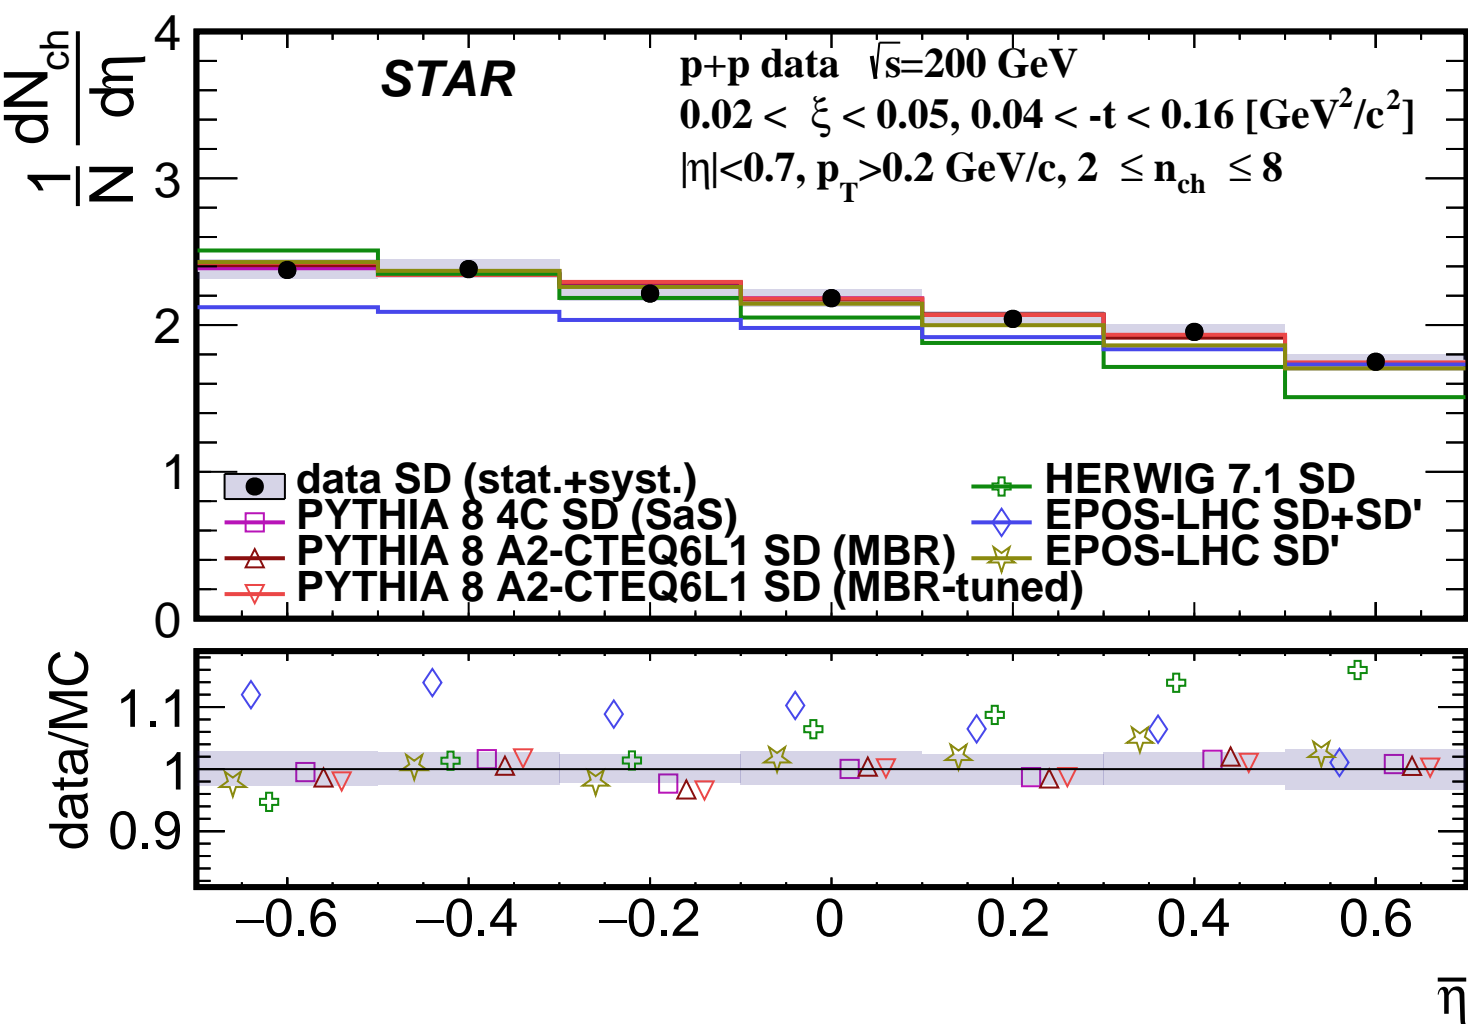 1/N dN_ch/dη
4
3
2
1
0
STAR
p+p data √s=200 GeV
0.02 < ξ < 0.05, 0.04 < -t < 0.16 [GeV²/c²]
|η|<0.7, p_T>0.2 GeV/c, 2 ≤ n_ch ≤ 8
data SD (stat.+syst.)
PYTHIA 8 4C SD (SaS)
PYTHIA 8 A2-CTEQ6L1 SD (MBR)
PYTHIA 8 A2-CTEQ6L1 SD (MBR-tuned)
HERWIG 7.1 SD
EPOS-LHC SD+SD'
EPOS-LHC SD'
data/MC
1.1
1
0.9
−0.6 −0.4 −0.2 0 0.2 0.4 0.6
η̅